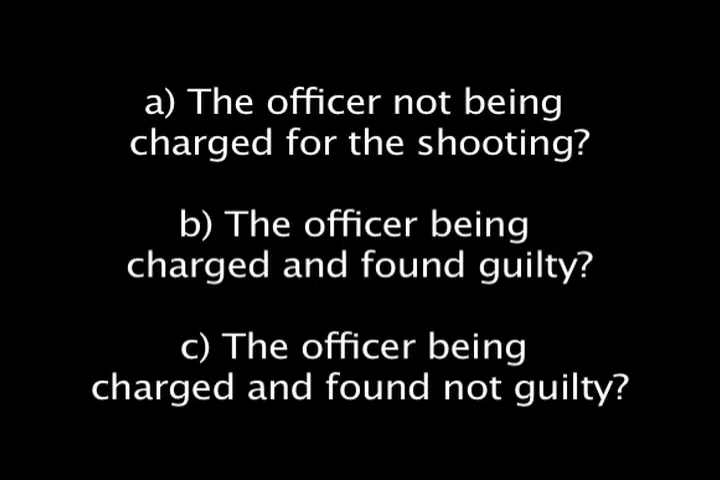 a) The officer not being
charged for the shooting?
b) The officer being
charged and found guilty?
c) The officer being
charged and found not guilty?